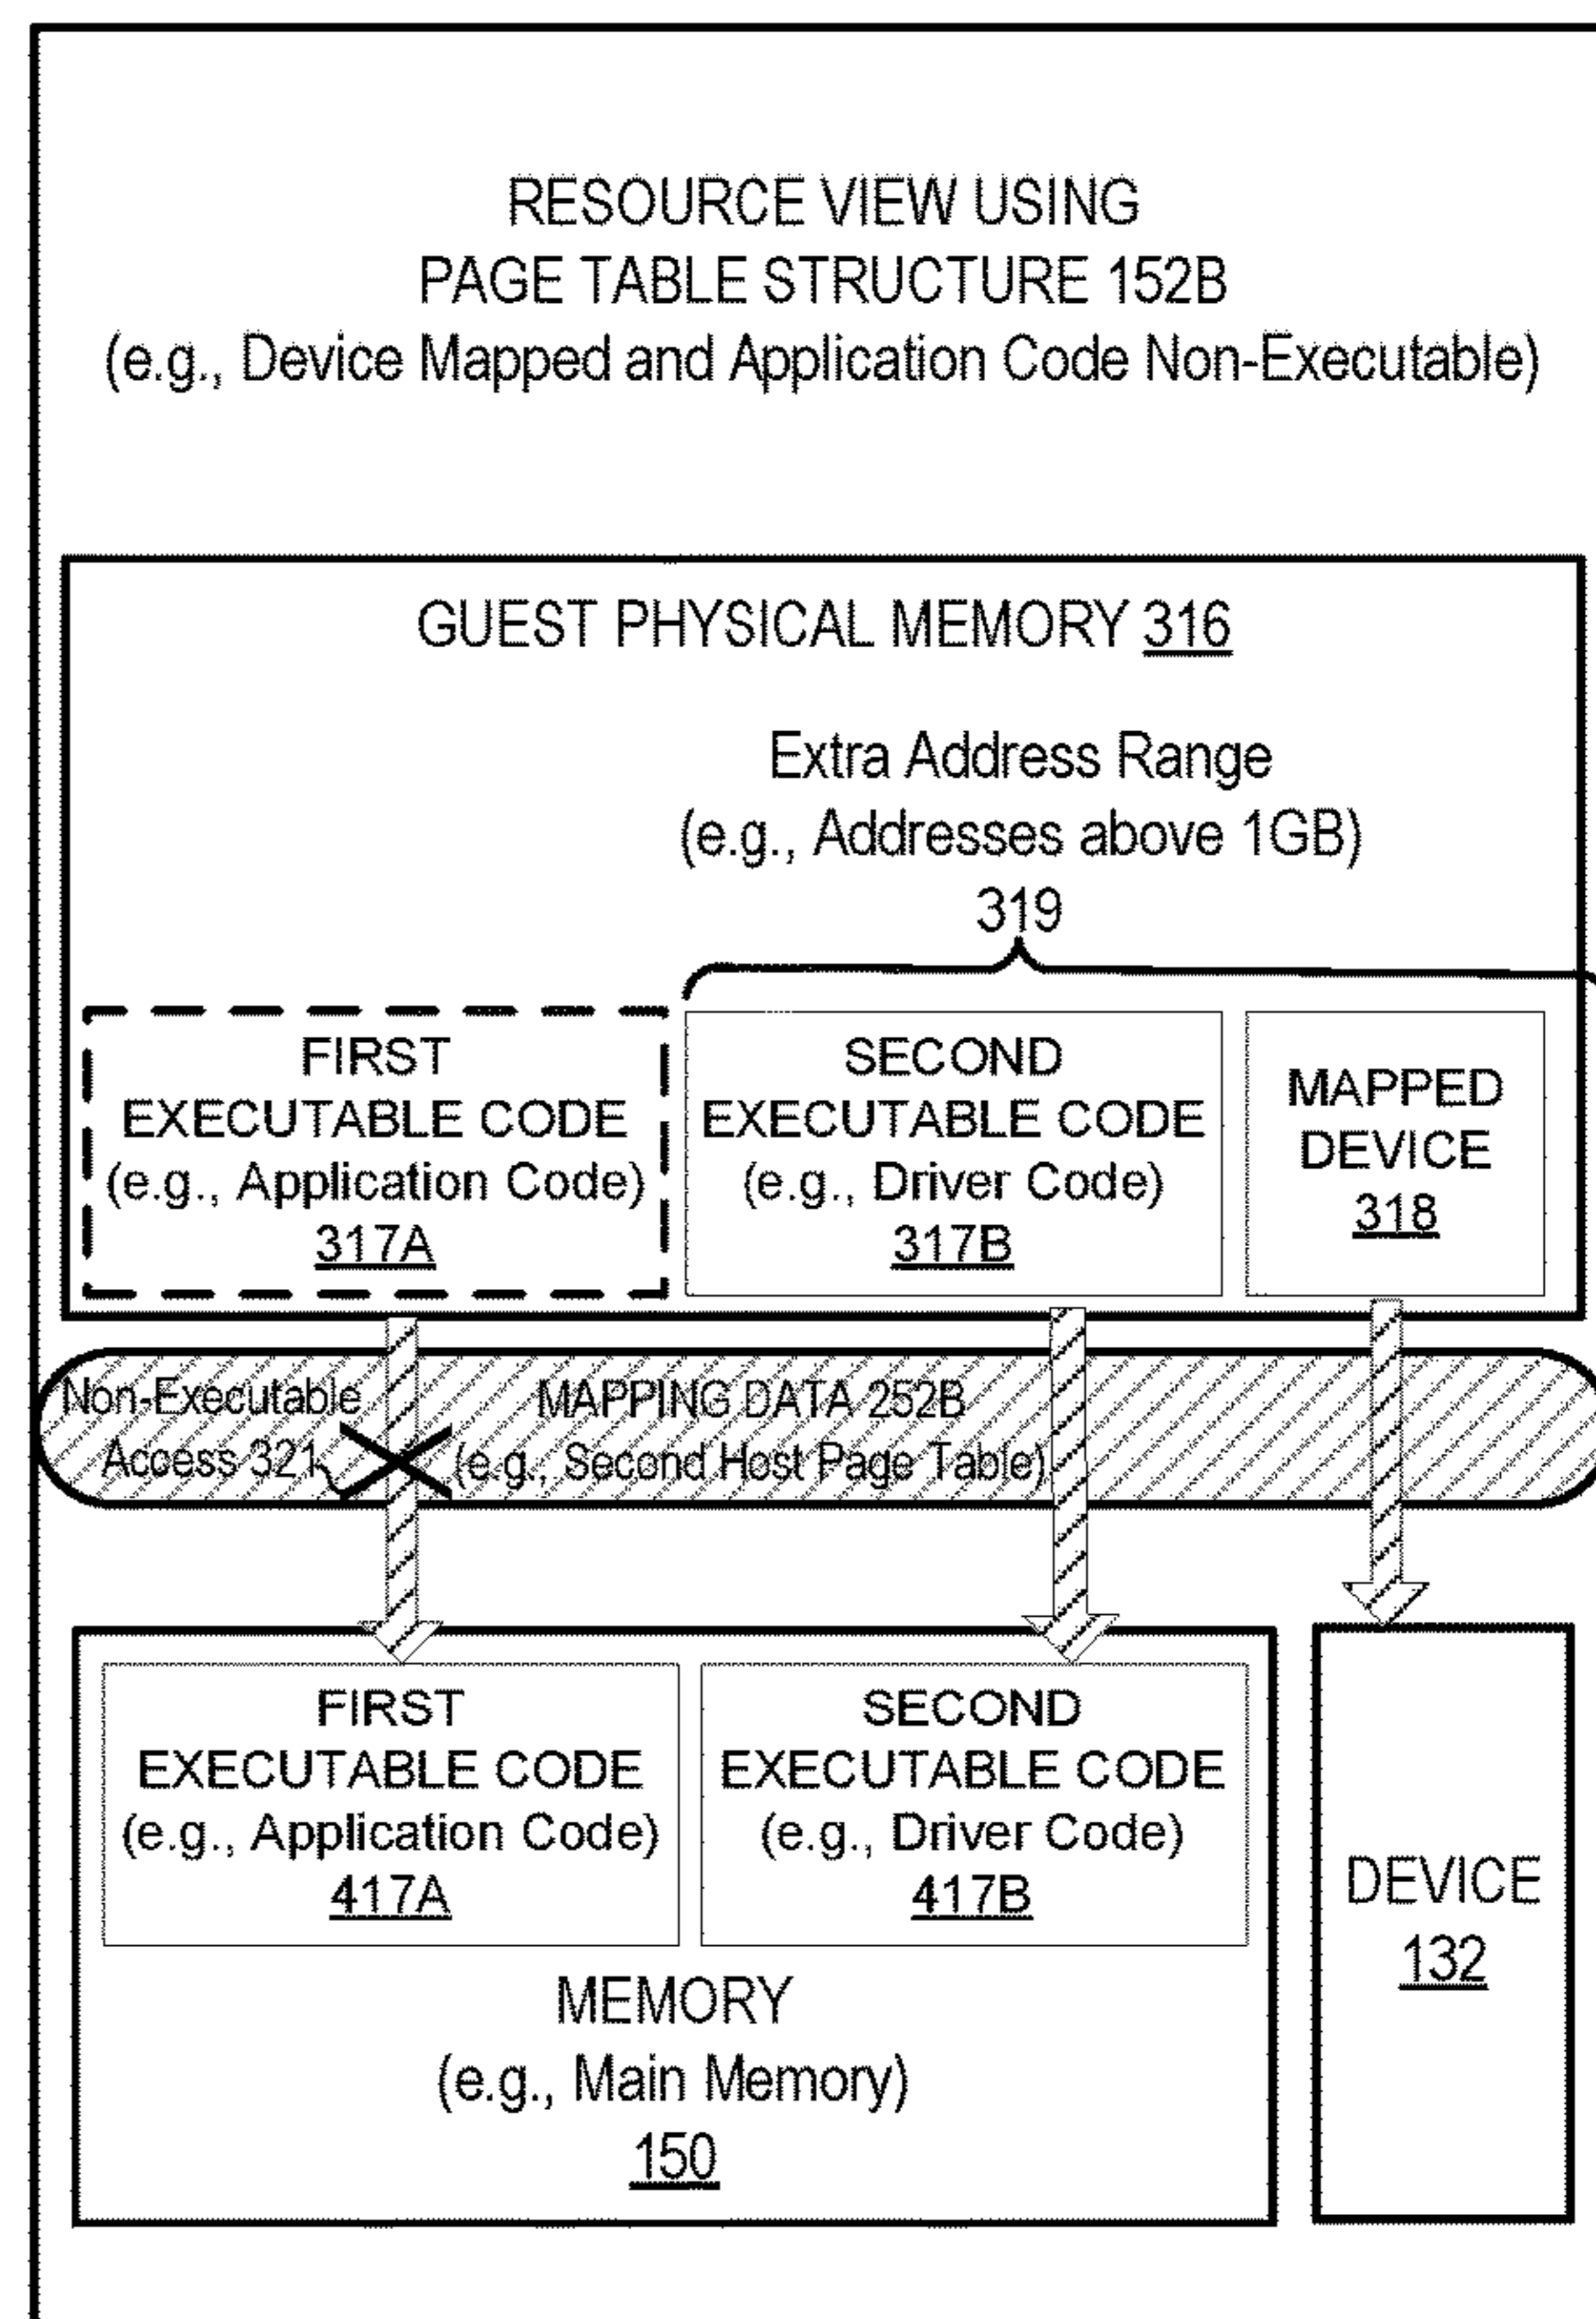 RESOURCE VIEW USING
PAGE TABLE STRUCTURE 152B
(e.g., Device Mapped and Application Code Non-Executable)
GUEST PHYSICAL MEMORY 316
Extra Address Range
(e.g., Addresses above 1GB)
319
FIRST
EXECUTABLE CODE
(e.g., Application Code)
317A
SECOND
EXECUTABLE CODE
(e.g., Driver Code)
317B
MAPPED
DEVICE
318
Non-Executable
Access 321
MAPPING DATA 252B
(e.g., Second Host Page Table)
FIRST
EXECUTABLE CODE
(e.g., Application Code)
417A
SECOND
EXECUTABLE CODE
(e.g., Driver Code)
417B
MEMORY
(e.g., Main Memory)
150
DEVICE
132